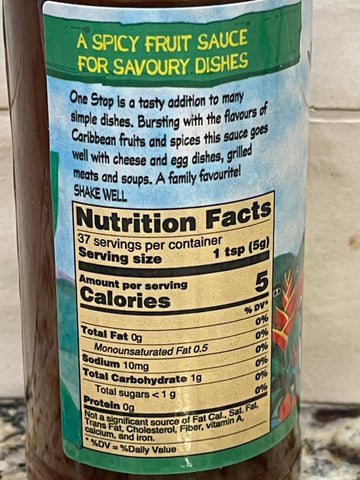 A SPICY FRUIT SAUCE
FOR SAVOURY DISHES
One Stop is a tasty addition to many
simple dishes. Bursting with the flavours of
Caribbean fruits and spices this sauce goes
well with cheese and egg dishes, grilled
meats and soups. A family favourite!
SHAKE WELL
Nutrition Facts
37 servings per container
Serving size 1 tsp (5g)
Amount per serving
Calories 5
% DV*
Total Fat 0g 0%
Monounsaturated Fat 0.5 0%
Sodium 10mg 0%
Total Carbohydrate 1g 0%
Total sugars < 1 g 0%
Protein 0g 0%
Not a significant source of Fat Cal., Sat. Fat,
Trans Fat, Cholesterol, Fiber, vitamin A,
calcium, and iron.
* %DV = %Daily Value